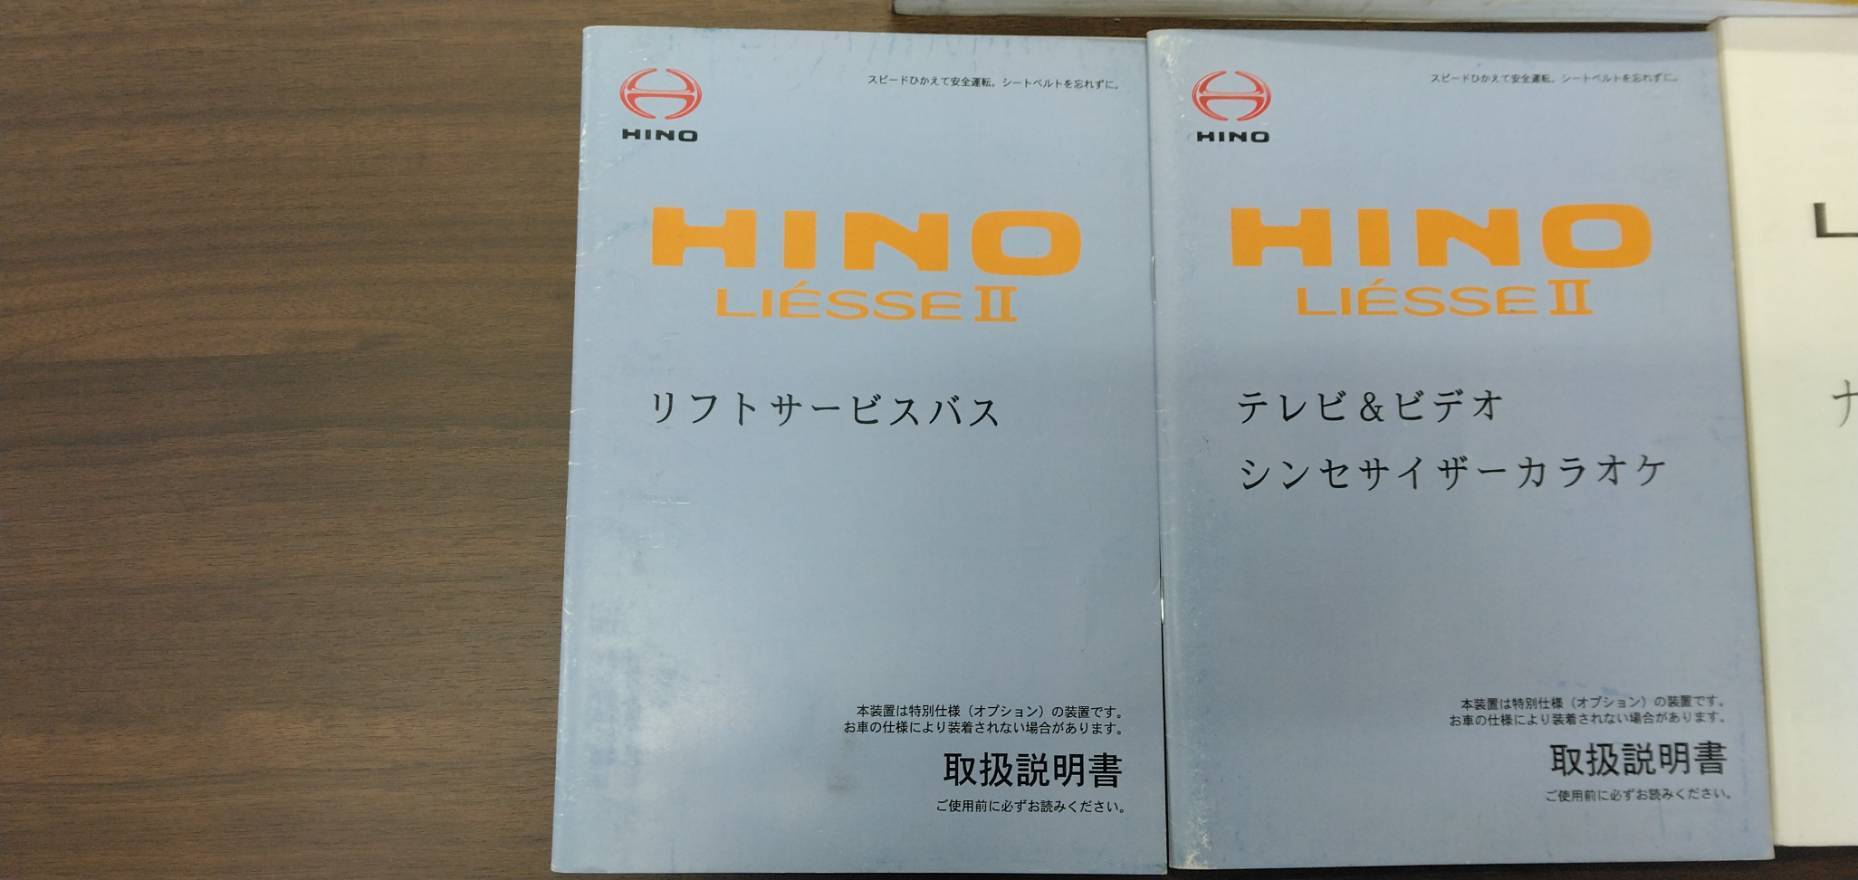 スピードひかえて安全運転。シートベルトを忘れずに。
HINO
HINO
LIÉSSE II
リフトサービスバス
本装置は特別仕様（オプション）の装置です。
お車の仕様により装着されない場合があります。
取扱説明書
ご使用前に必ずお読みください。
スピードひかえて安全運転。シートベルトを忘れずに。
HINO
HINO
LIÉSSE II
テレビ＆ビデオ
シンセサイザーカラオケ
本装置は特別仕様（オプション）の装置です。
お車の仕様により装着されない場合があります。
取扱説明書
ご使用前に必ずお読みください。
L